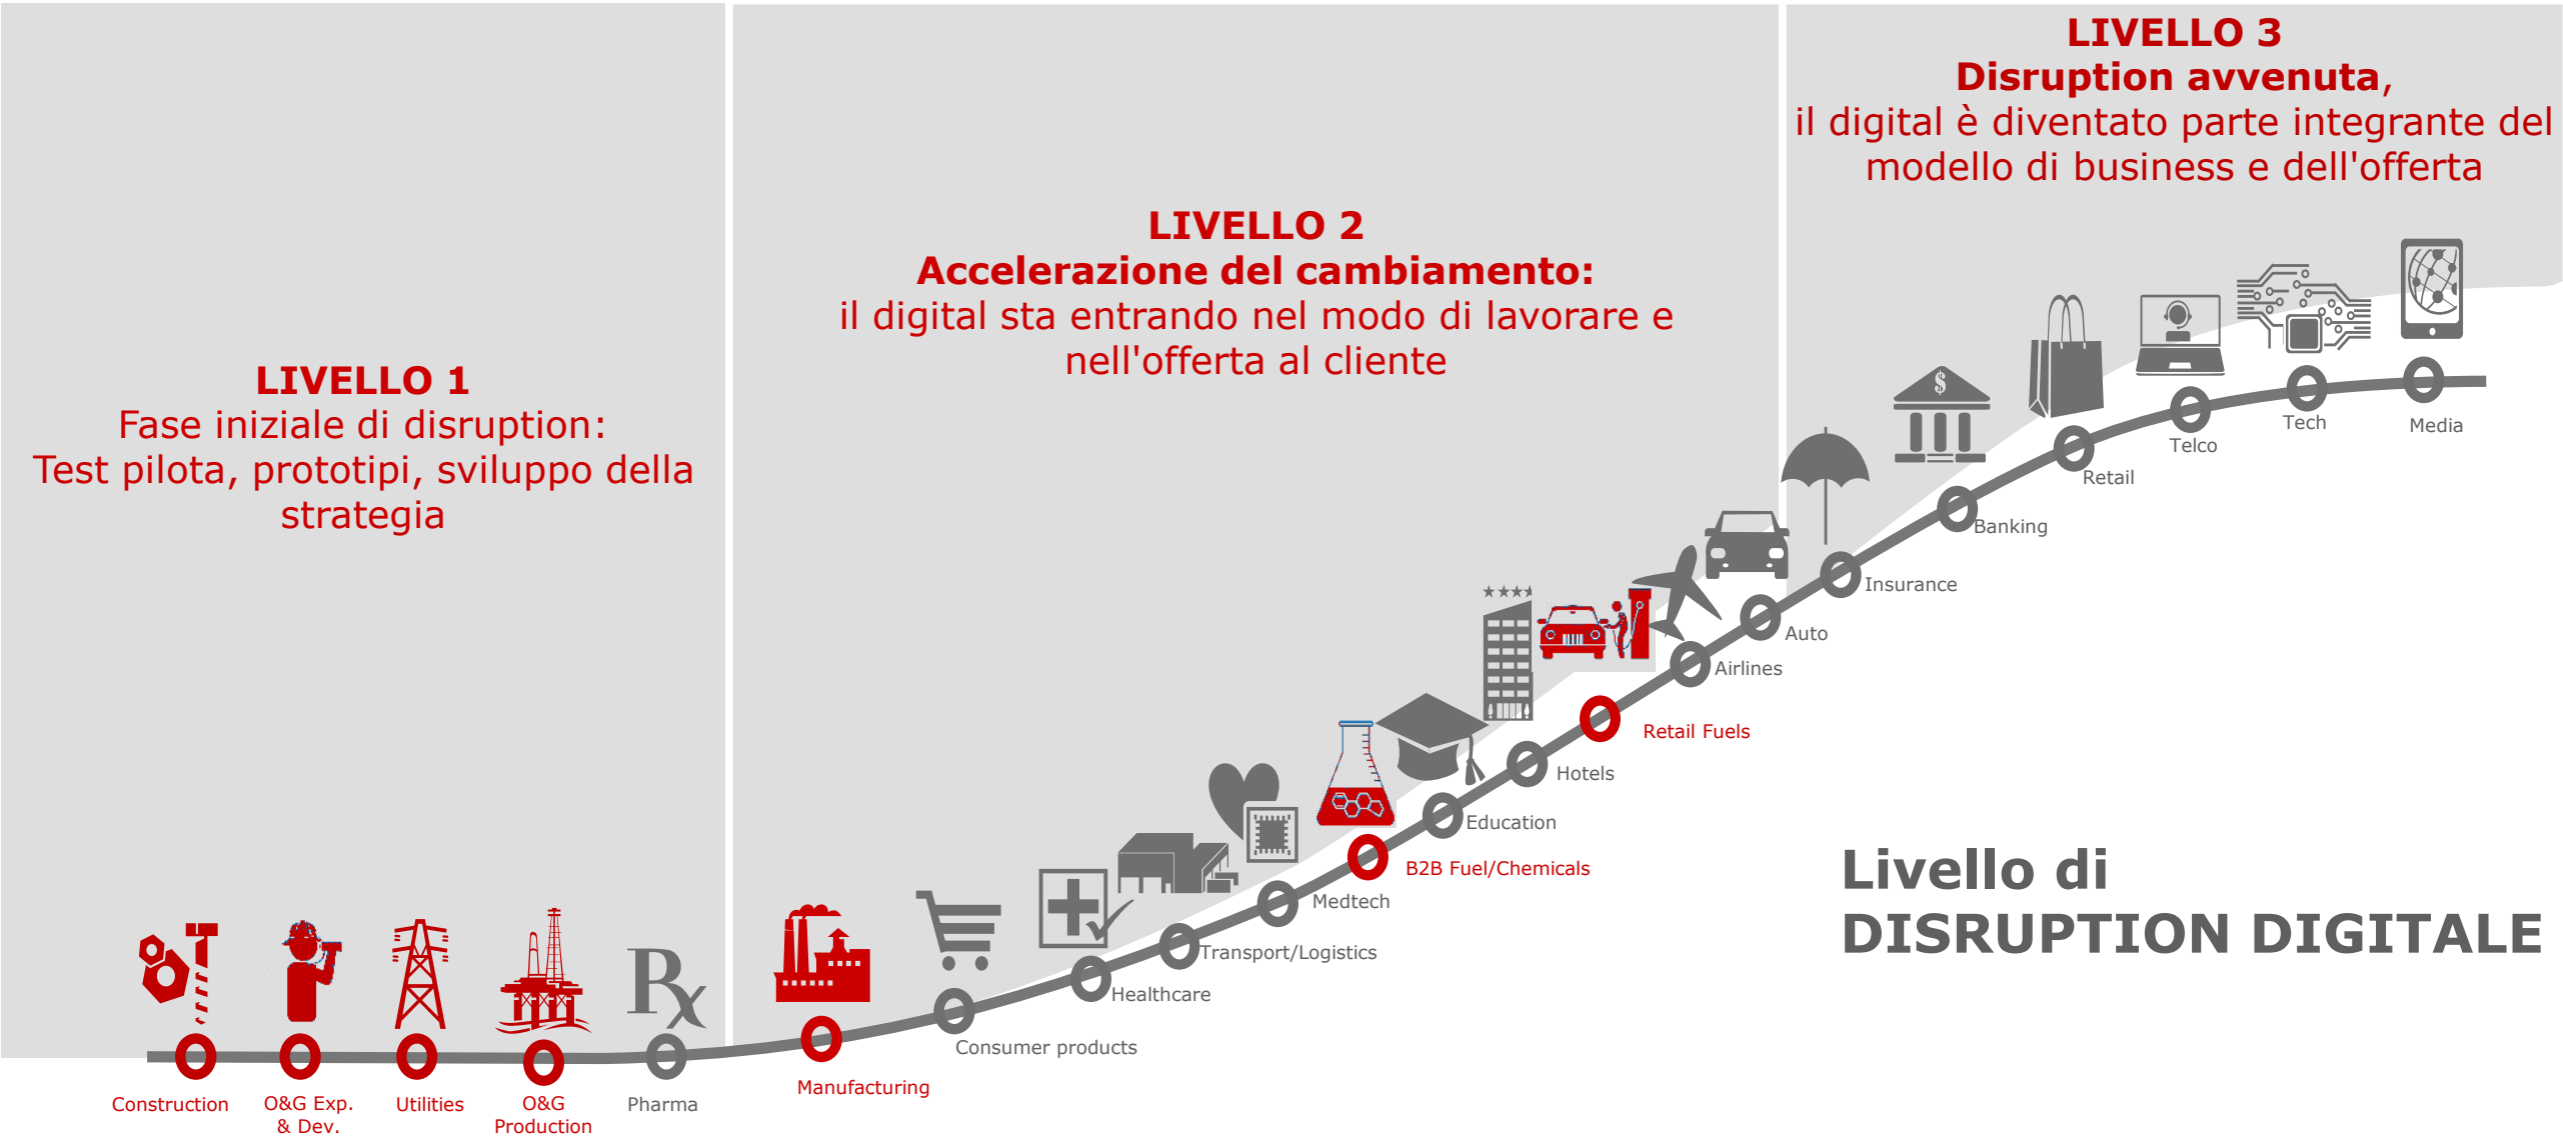 LIVELLO 1
Fase iniziale di disruption:
Test pilota, prototipi, sviluppo della
strategia
LIVELLO 2
Accelerazione del cambiamento:
il digital sta entrando nel modo di lavorare e
nell'offerta al cliente
LIVELLO 3
Disruption avvenuta,
il digital è diventato parte integrante del
modello di business e dell'offerta
Construction
O&G Exp.
& Dev.
Utilities
O&G
Production
Rx
Pharma
Manufacturing
Consumer products
Healthcare
Transport/Logistics
Medtech
B2B Fuel/Chemicals
Education
Hotels
Retail Fuels
Airlines
Auto
Insurance
$
Banking
Retail
Telco
Tech
Media
Livello di
DISRUPTION DIGITALE